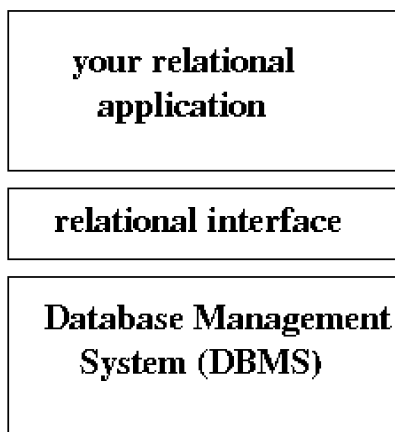 your relational
application
relational interface
Database Management
System (DBMS)